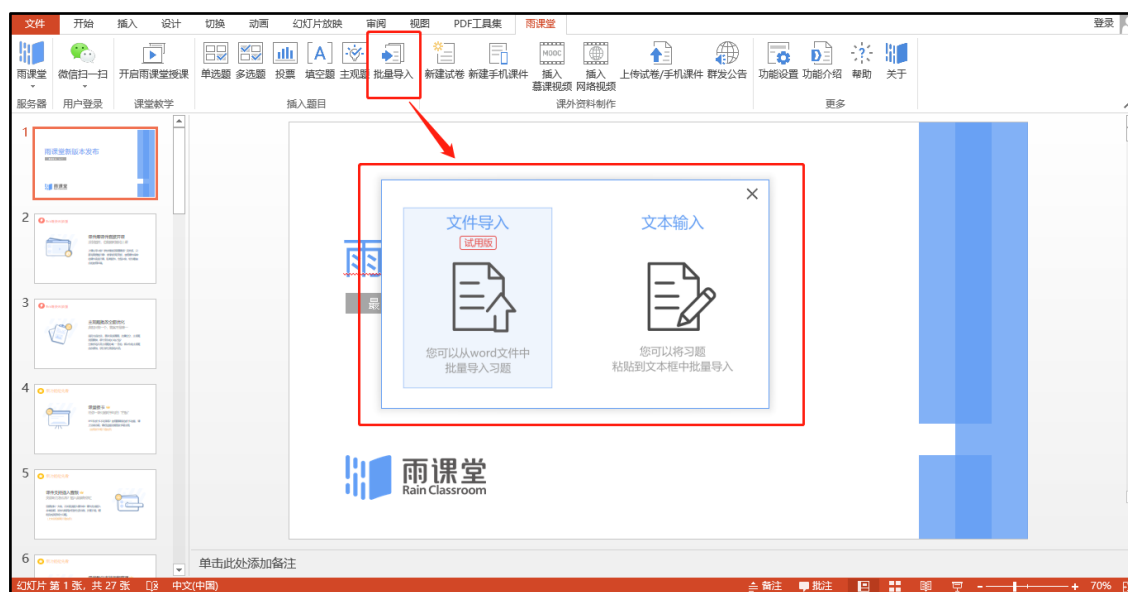 文件 开始 插入 设计 切换 动画 幻灯片放映 审阅 视图 PDF工具集 雨课堂 登录
雨课堂 微信扫一扫 开启雨课堂授课 单选题 多选题 投票 填空题 主观题 批量导入 新建试卷 新建手机课件 插入 插入 上传试卷/手机课件 群发公告 功能设置 功能介绍 帮助 关于
慕课视频 网络视频
服务器 用户登录 课堂教学 插入题目 课外资料制作 更多
1
雨课堂新版本发布
雨课堂
2
3
4
5
6
雨
最
文件导入
试用版
您可以从word文件中
批量导入习题
文本输入
您可以将习题
粘贴到文本框中批量导入
雨课堂
Rain Classroom
单击此处添加备注
幻灯片 第 1 张，共 27 张 中文(中国) 备注 批注 70%